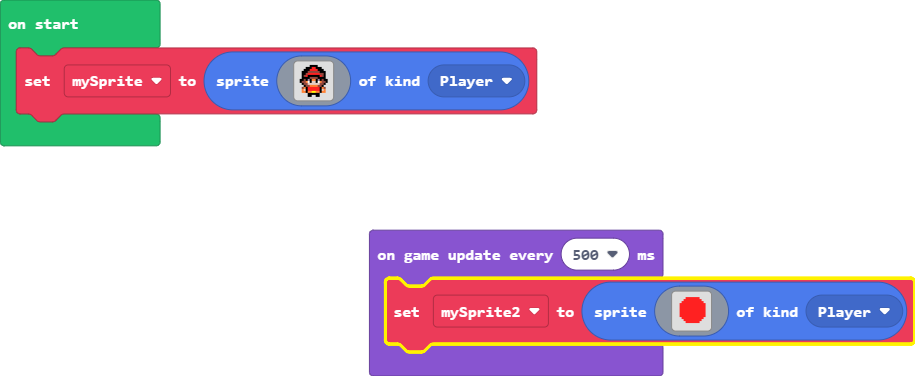 on start
set mySprite to sprite of kind Player
on game update every 500 ms
set mySprite2 to sprite of kind Player